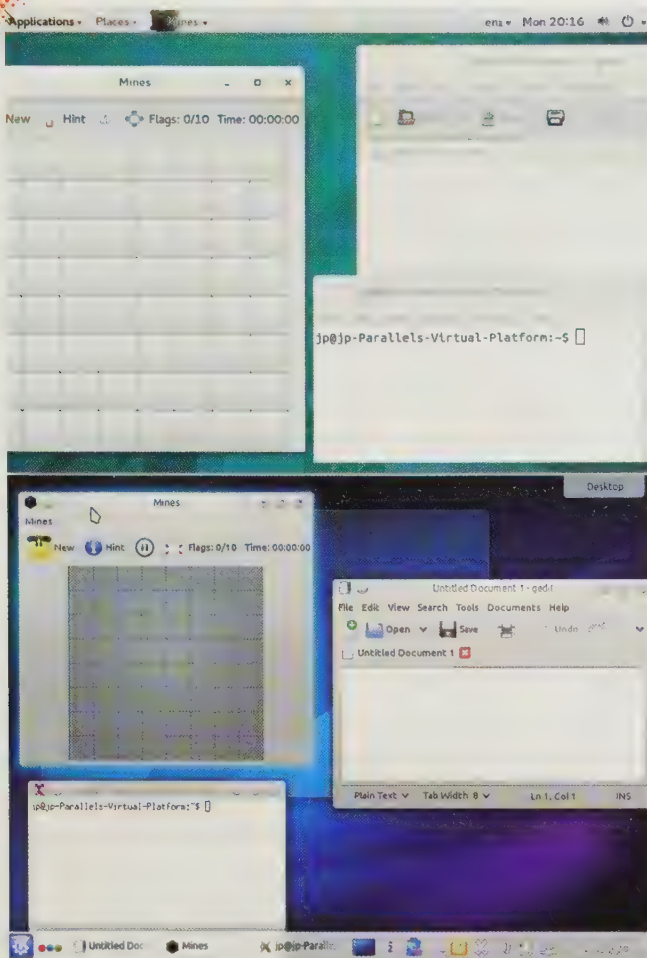 Applications Places Mines en1 Mon 20:16
Mines
New Hint Flags: 0/10 Time: 00:00:00
jp@jp-Parallels-Virtual-Platform:~$
Desktop
Mines
Mines
New Hint Flags: 0/10 Time: 00:00:00
Untitled Document 1 - gedit
File Edit View Search Tools Documents Help
Open Save Undo
Untitled Document 1
Plain Text Tab Width: 8 Ln 1, Col 1 INS
jp@jp-Parallels-Virtual-Platform:~$
Untitled Doc Mines jp@jp-Paralle